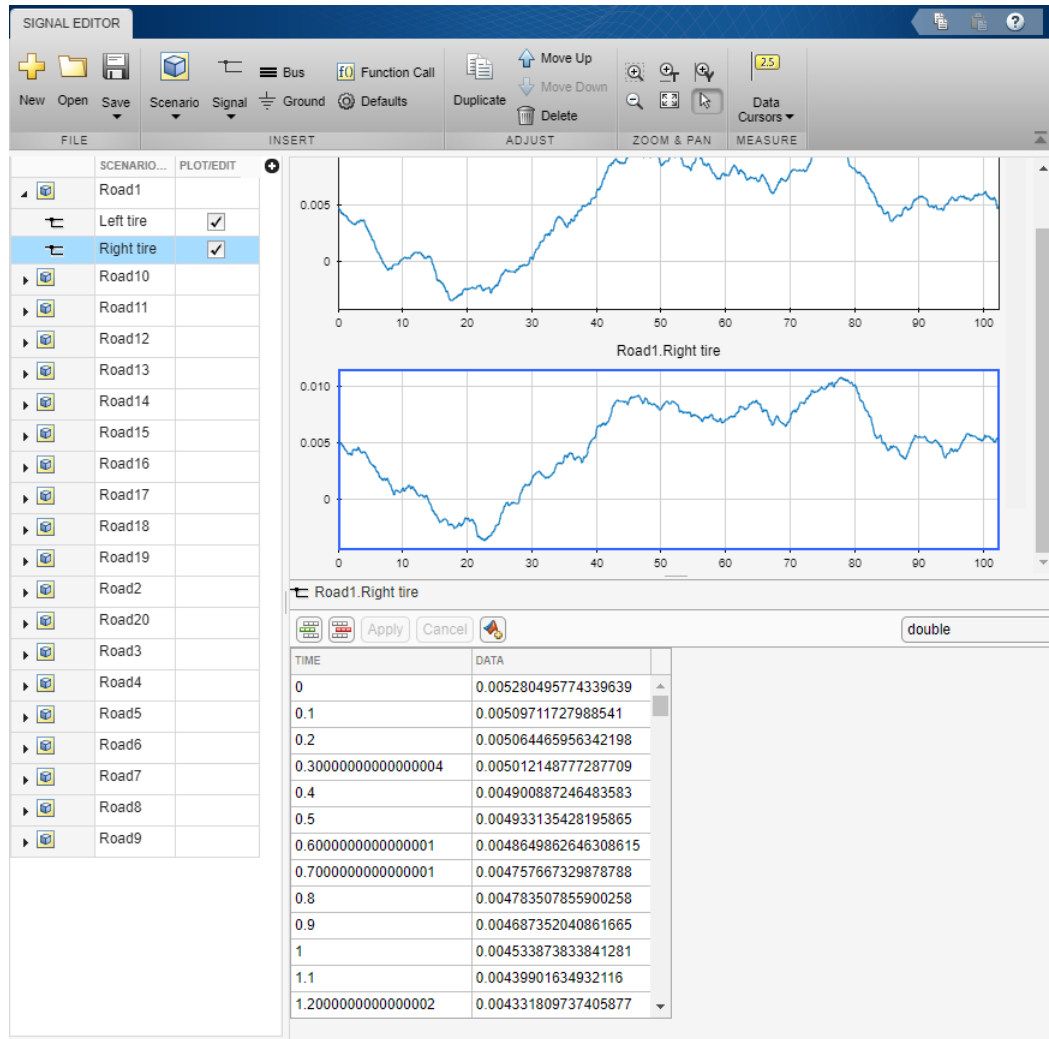 SIGNAL EDITOR
?
New Open Save Scenario Signal Bus Ground f() Function Call Defaults Duplicate Move Up Move Down Delete 2.5 Data Cursors
FILE INSERT ADJUST ZOOM & PAN MEASURE
SCENARIO... PLOT/EDIT
Road1
Left tire
Right tire
Road10
Road11
Road12
Road13
Road14
Road15
Road16
Road17
Road18
Road19
Road2
Road20
Road3
Road4
Road5
Road6
Road7
Road8
Road9
0.005
0
0 10 20 30 40 50 60 70 80 90 100
Road1.Right tire
0.010
0.005
0
0 10 20 30 40 50 60 70 80 90 100
Road1.Right tire
Apply Cancel double
TIME DATA
0 0.005280495774339639
0.1 0.00509711727988541
0.2 0.005064465956342198
0.30000000000000004 0.005012148777287709
0.4 0.004900887246483583
0.5 0.004933135428195865
0.6000000000000001 0.0048649862646308615
0.7000000000000001 0.004757667329878788
0.8 0.004783507855900258
0.9 0.004687352040861665
1 0.004533873833841281
1.1 0.00439901634932116
1.2000000000000002 0.004331809737405877